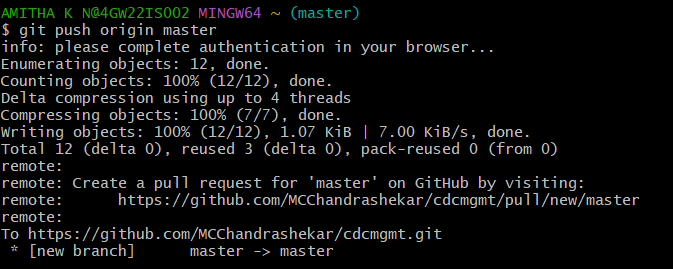 AMITHA K N@4GW22IS002 MINGW64 ~ (master)
$ git push origin master
info: please complete authentication in your browser...
Enumerating objects: 12, done.
Counting objects: 100% (12/12), done.
Delta compression using up to 4 threads
Compressing objects: 100% (7/7), done.
Writing objects: 100% (12/12), 1.07 KiB | 7.00 KiB/s, done.
Total 12 (delta 0), reused 3 (delta 0), pack-reused 0 (from 0)
remote:
remote: Create a pull request for 'master' on GitHub by visiting:
remote:      https://github.com/MCChandrashekar/cdcmgmt/pull/new/master
remote:
To https://github.com/MCChandrashekar/cdcmgmt.git
 * [new branch]      master -> master